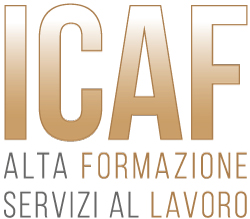 ICAF
ALTA FORMAZIONE
SERVIZI AL LAVORO